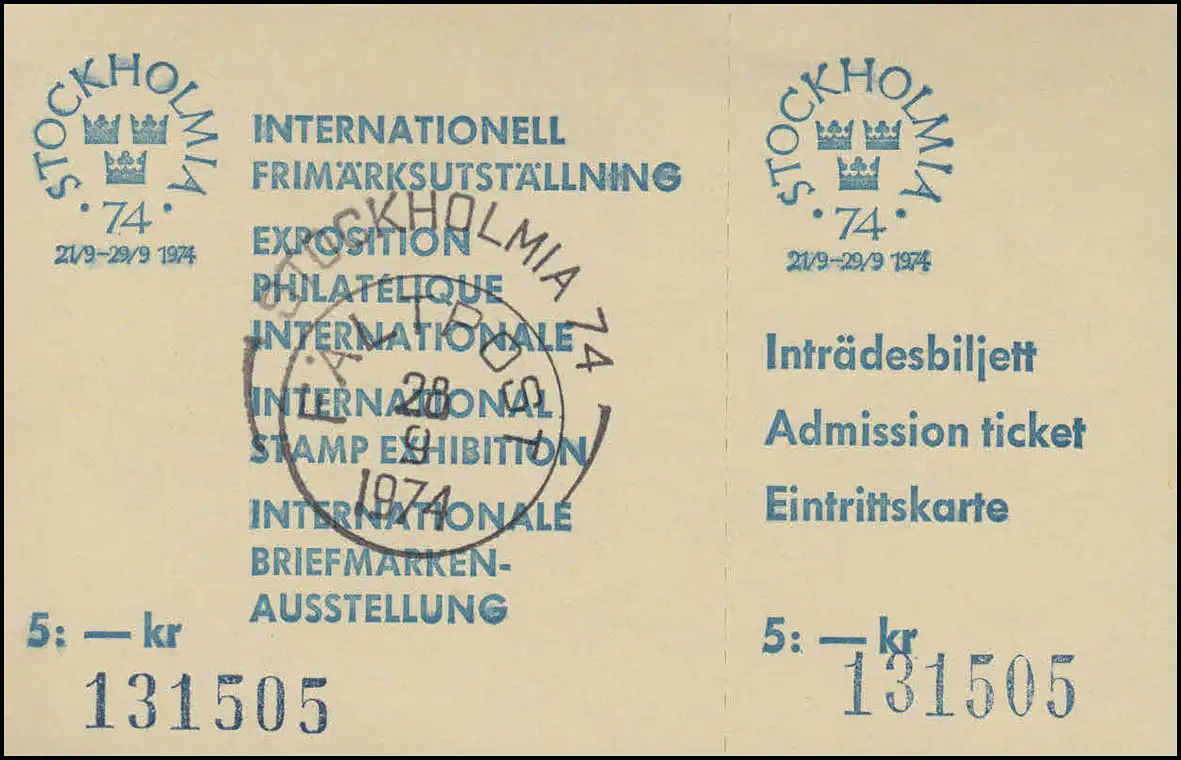 STOCKHOLMIA
·74·
21/9–29/9 1974
INTERNATIONELL
FRIMÄRKSUTSTÄLLNING
EXPOSITION
PHILATÉLIQUE
INTERNATIONALE
INTERNATIONAL
STAMP EXHIBITION
INTERNATIONALE
BRIEFMARKEN-
AUSSTELLUNG
5: — kr
131505
STOCKHOLMIA 74
FÄLTPOST
28
9
1974
STOCKHOLMIA
·74·
21/9–29/9 1974
Inträdesbiljett
Admission ticket
Eintrittskarte
5: — kr
131505